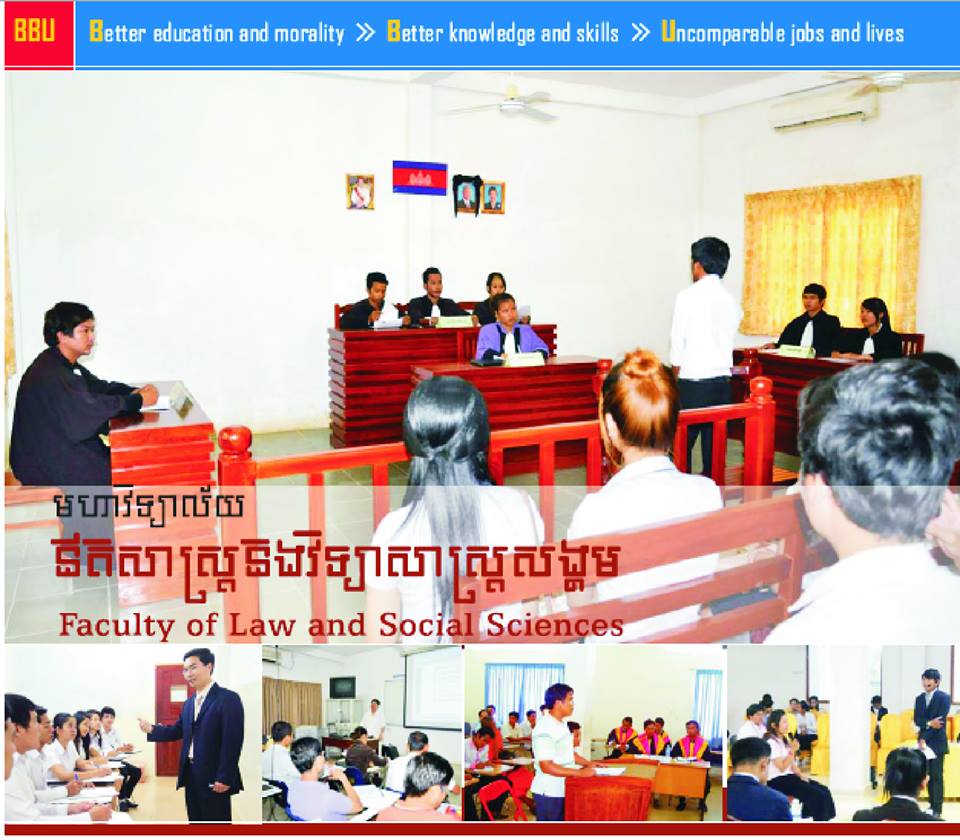 BBU
Better education and morality >> Better knowledge and skills >> Uncomparable jobs and lives
មហាវិទ្យាល័យ
នីតិសាស្ត្រនិងវិទ្យាសាស្ត្រសង្គម
Faculty of Law and Social Sciences